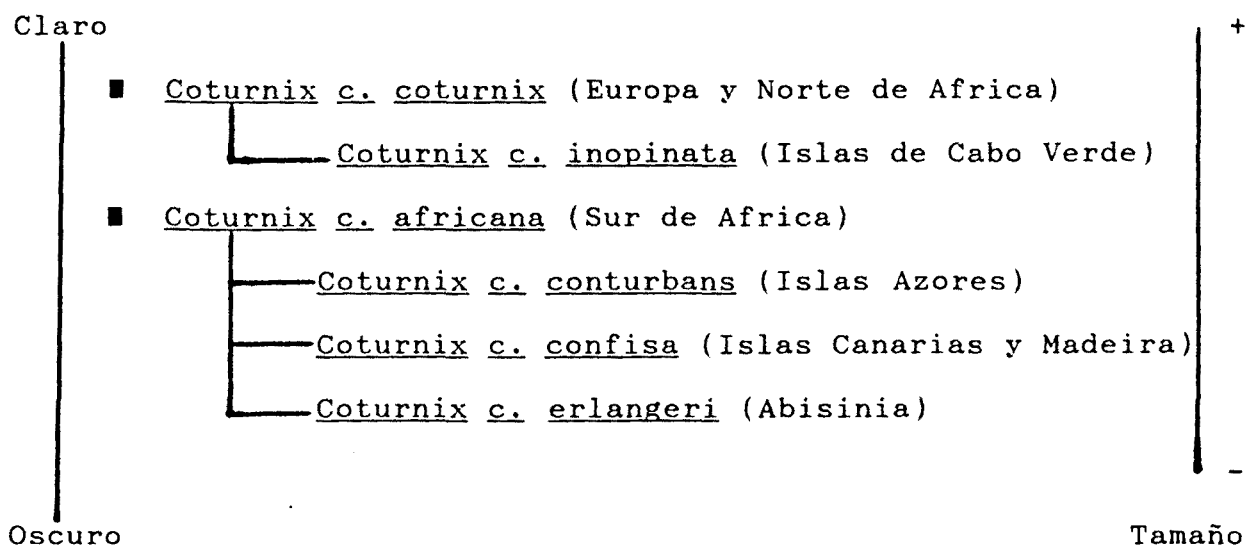 Claro +
■ Coturnix c. coturnix (Europa y Norte de Africa)
Coturnix c. inopinata (Islas de Cabo Verde)
■ Coturnix c. africana (Sur de Africa)
Coturnix c. conturbans (Islas Azores)
Coturnix c. confisa (Islas Canarias y Madeira)
Coturnix c. erlangeri (Abisinia)
-
Oscuro Tamaño